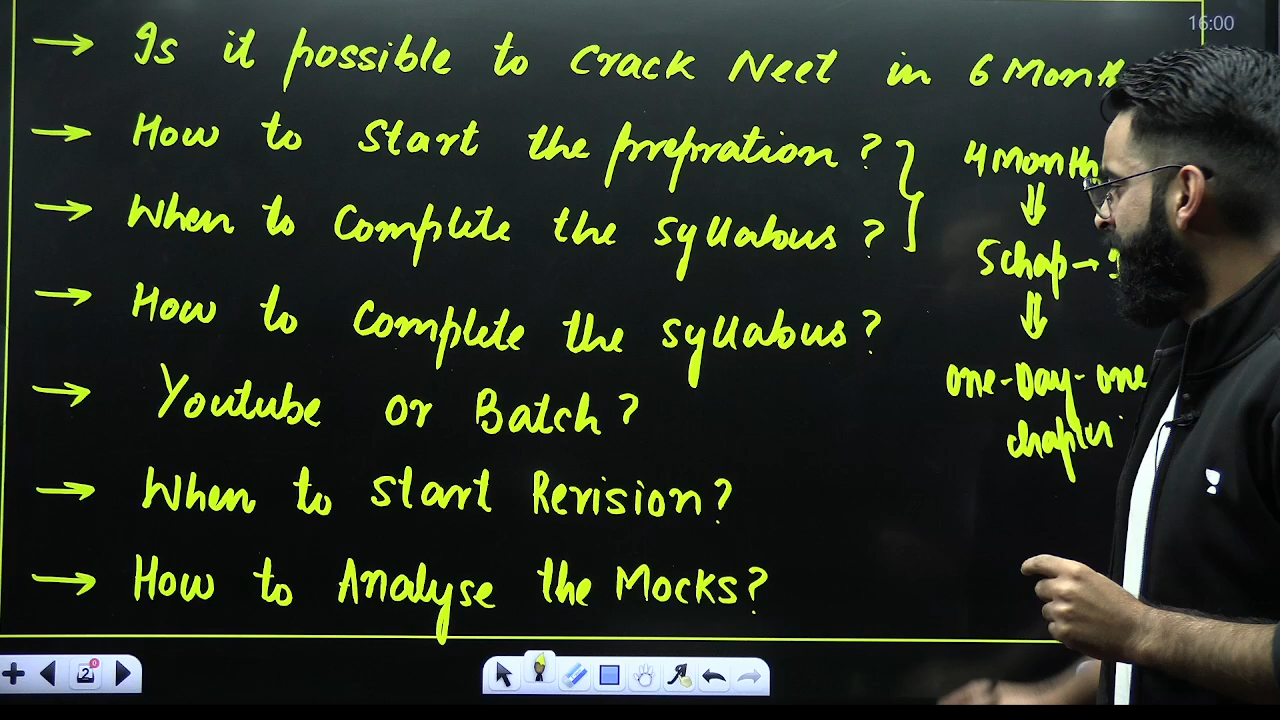 16:00
→ Is it possible to crack Neet in 6 Month
→ How to start the prepration ?
→ When to complete the syllabus ?
→ How to complete the syllabus ?
→ Youtube or Batch ?
→ When to start Revision ?
→ How to Analyse the Mocks ?
4 Month
5 chap →
one-Day-one
chapter
2
0